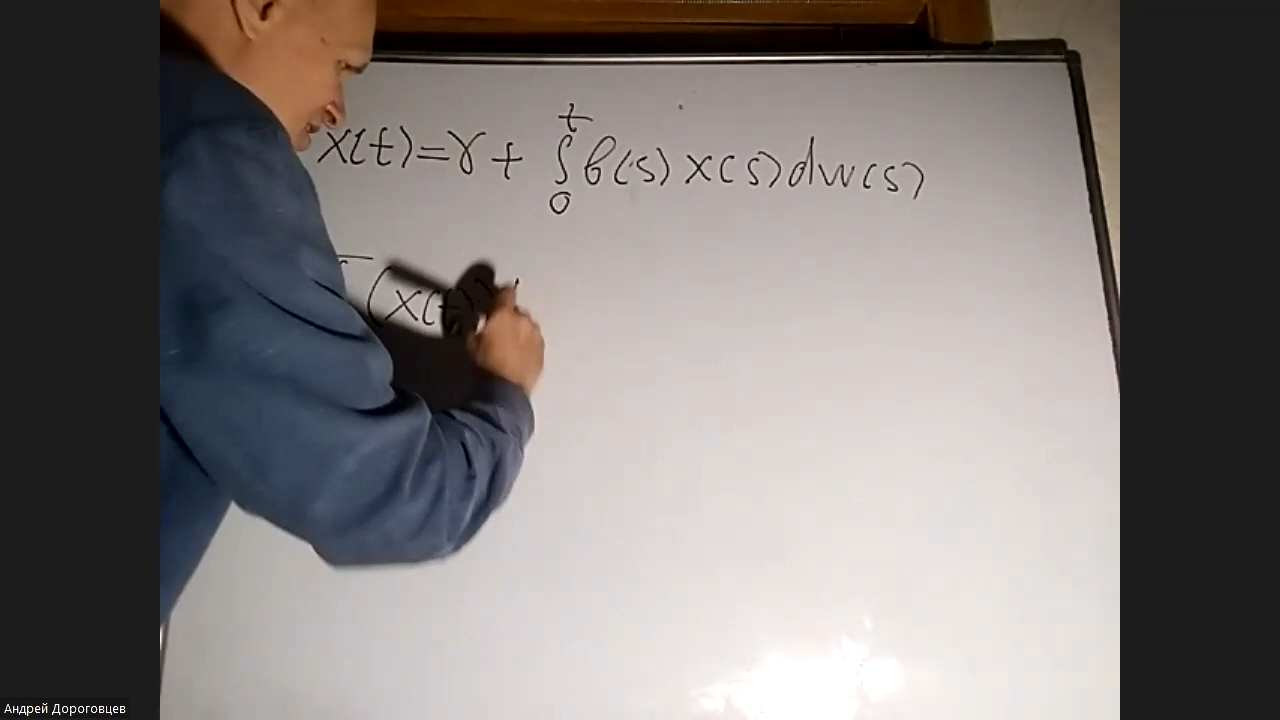 x(t)=γ+ ∫₀ᵗ b(s) x(s) dw(s)
(x(t)
Андрей Дороговцев